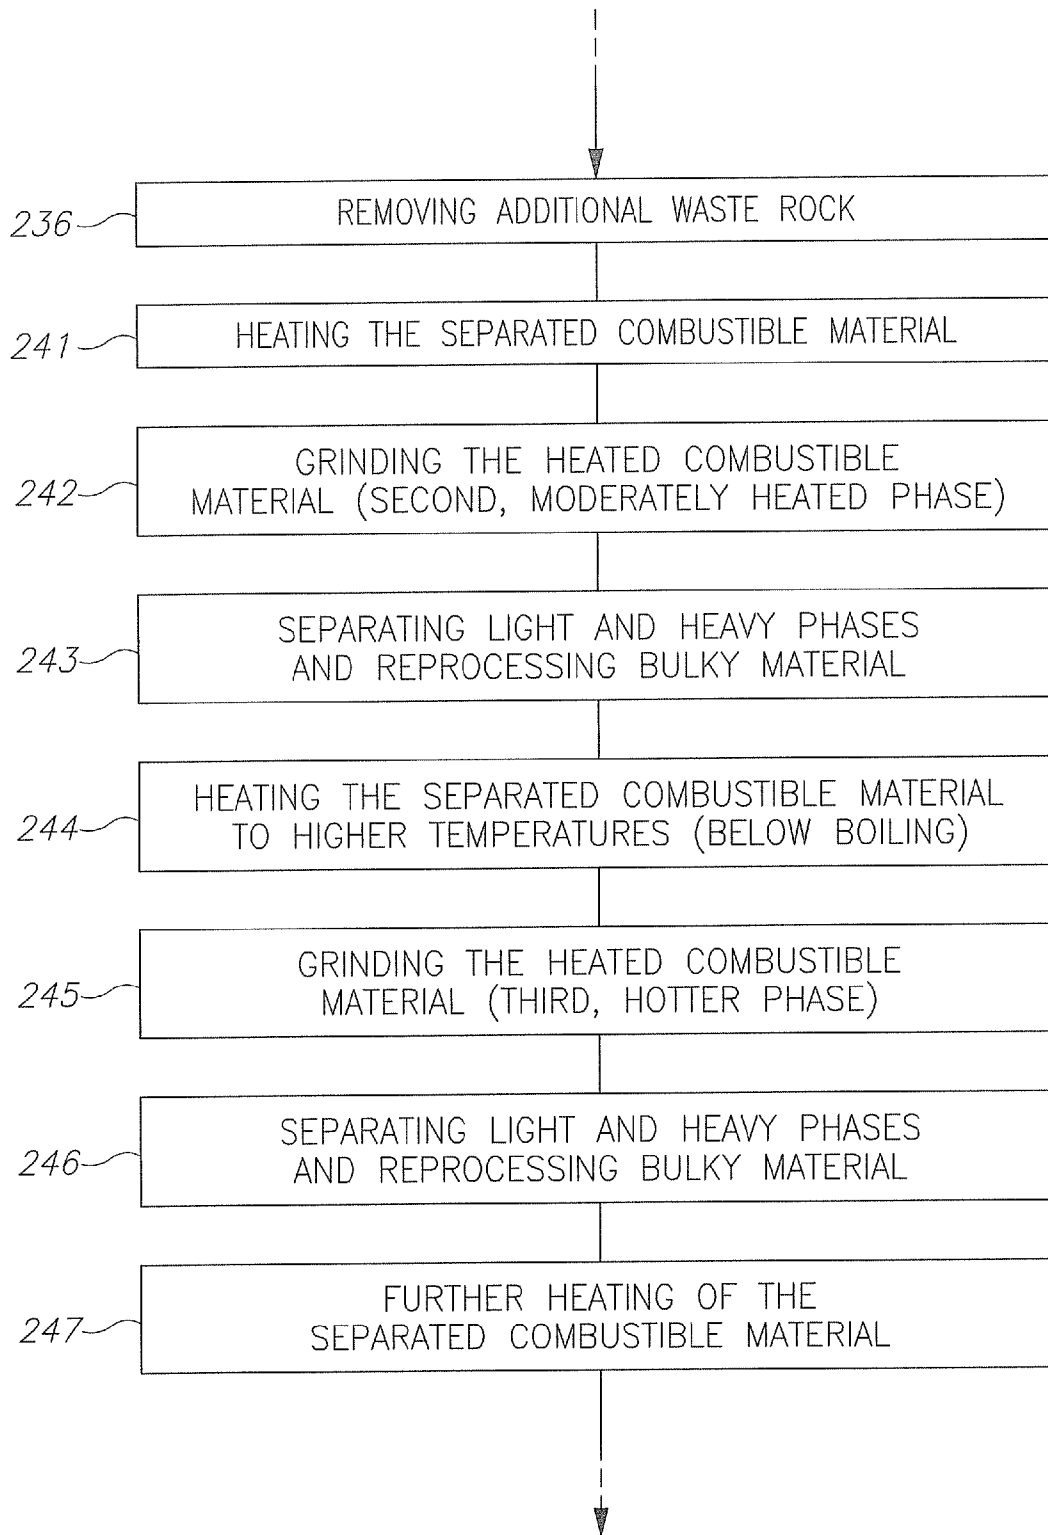 236 REMOVING ADDITIONAL WASTE ROCK
241 HEATING THE SEPARATED COMBUSTIBLE MATERIAL
242 GRINDING THE HEATED COMBUSTIBLE
MATERIAL (SECOND, MODERATELY HEATED PHASE)
243 SEPARATING LIGHT AND HEAVY PHASES
AND REPROCESSING BULKY MATERIAL
244 HEATING THE SEPARATED COMBUSTIBLE MATERIAL
TO HIGHER TEMPERATURES (BELOW BOILING)
245 GRINDING THE HEATED COMBUSTIBLE
MATERIAL (THIRD, HOTTER PHASE)
246 SEPARATING LIGHT AND HEAVY PHASES
AND REPROCESSING BULKY MATERIAL
247 FURTHER HEATING OF THE
SEPARATED COMBUSTIBLE MATERIAL